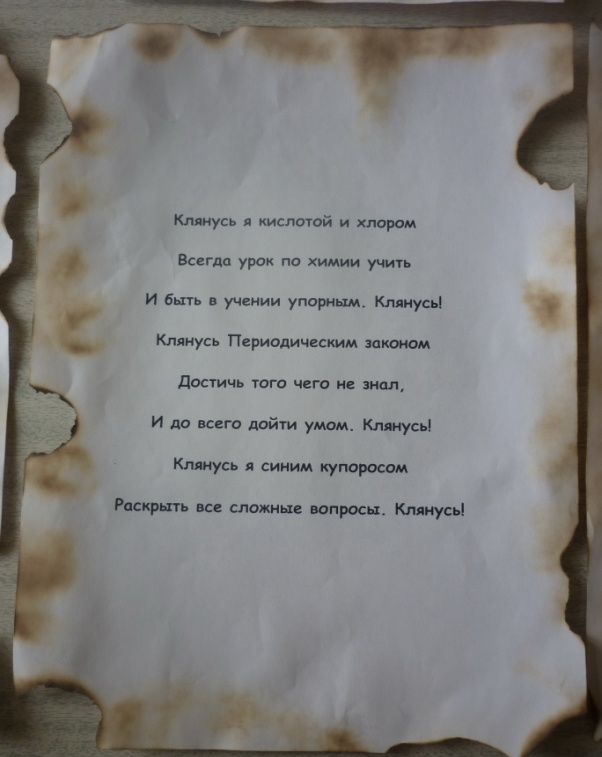 Клянусь я кислотой и хлором
Всегда урок по химии учить
И быть в учении упорным. Клянусь!
Клянусь Периодическим законом
Достичь того чего не знал,
И до всего дойти умом. Клянусь!
Клянусь я синим купоросом
Раскрыть все сложные вопросы. Клянусь!